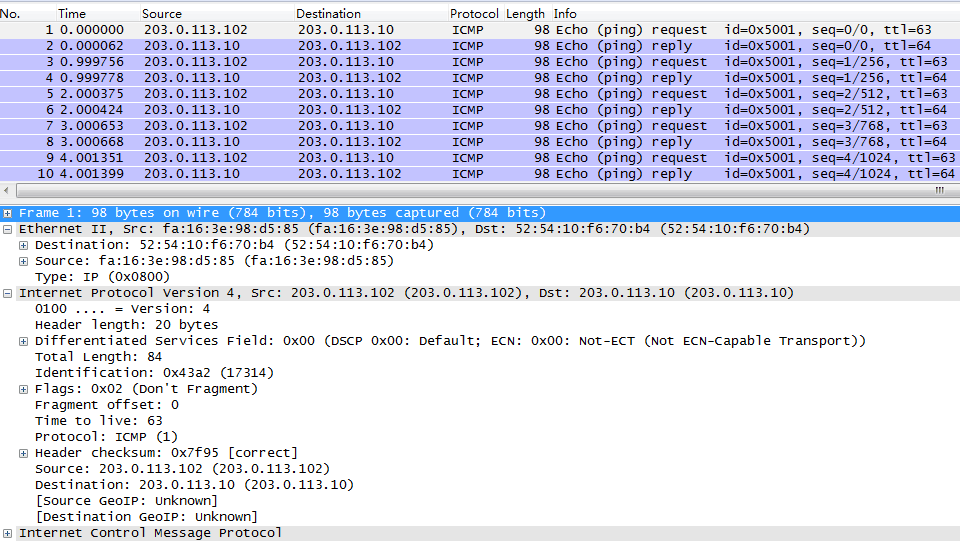 No. Time Source Destination Protocol Length Info
1 0.000000 203.0.113.102 203.0.113.10 ICMP 98 Echo (ping) request id=0x5001, seq=0/0, ttl=63
2 0.000062 203.0.113.10 203.0.113.102 ICMP 98 Echo (ping) reply id=0x5001, seq=0/0, ttl=64
3 0.999756 203.0.113.102 203.0.113.10 ICMP 98 Echo (ping) request id=0x5001, seq=1/256, ttl=63
4 0.999778 203.0.113.10 203.0.113.102 ICMP 98 Echo (ping) reply id=0x5001, seq=1/256, ttl=64
5 2.000375 203.0.113.102 203.0.113.10 ICMP 98 Echo (ping) request id=0x5001, seq=2/512, ttl=63
6 2.000424 203.0.113.10 203.0.113.102 ICMP 98 Echo (ping) reply id=0x5001, seq=2/512, ttl=64
7 3.000653 203.0.113.102 203.0.113.10 ICMP 98 Echo (ping) request id=0x5001, seq=3/768, ttl=63
8 3.000668 203.0.113.10 203.0.113.102 ICMP 98 Echo (ping) reply id=0x5001, seq=3/768, ttl=64
9 4.001351 203.0.113.102 203.0.113.10 ICMP 98 Echo (ping) request id=0x5001, seq=4/1024, ttl=63
10 4.001399 203.0.113.10 203.0.113.102 ICMP 98 Echo (ping) reply id=0x5001, seq=4/1024, ttl=64
Frame 1: 98 bytes on wire (784 bits), 98 bytes captured (784 bits)
Ethernet II, Src: fa:16:3e:98:d5:85 (fa:16:3e:98:d5:85), Dst: 52:54:10:f6:70:b4 (52:54:10:f6:70:b4)
Destination: 52:54:10:f6:70:b4 (52:54:10:f6:70:b4)
Source: fa:16:3e:98:d5:85 (fa:16:3e:98:d5:85)
Type: IP (0x0800)
Internet Protocol Version 4, Src: 203.0.113.102 (203.0.113.102), Dst: 203.0.113.10 (203.0.113.10)
0100 .... = Version: 4
Header length: 20 bytes
Differentiated Services Field: 0x00 (DSCP 0x00: Default; ECN: 0x00: Not-ECT (Not ECN-Capable Transport))
Total Length: 84
Identification: 0x43a2 (17314)
Flags: 0x02 (Don't Fragment)
Fragment offset: 0
Time to live: 63
Protocol: ICMP (1)
Header checksum: 0x7f95 [correct]
Source: 203.0.113.102 (203.0.113.102)
Destination: 203.0.113.10 (203.0.113.10)
[Source GeoIP: Unknown]
[Destination GeoIP: Unknown]
Internet Control Message Protocol